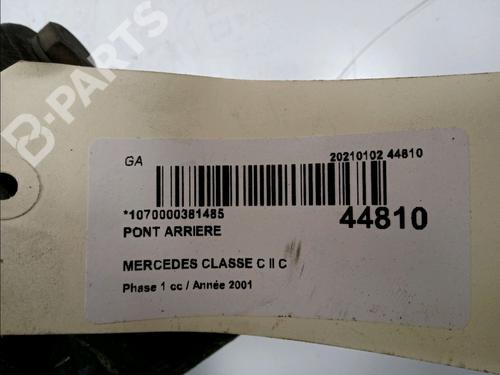 B-PARTS
GA
20210102 44810
*1070000381485
44810
PONT ARRIERE
MERCEDES CLASSE C II C
Phase 1 cc / Année 2001